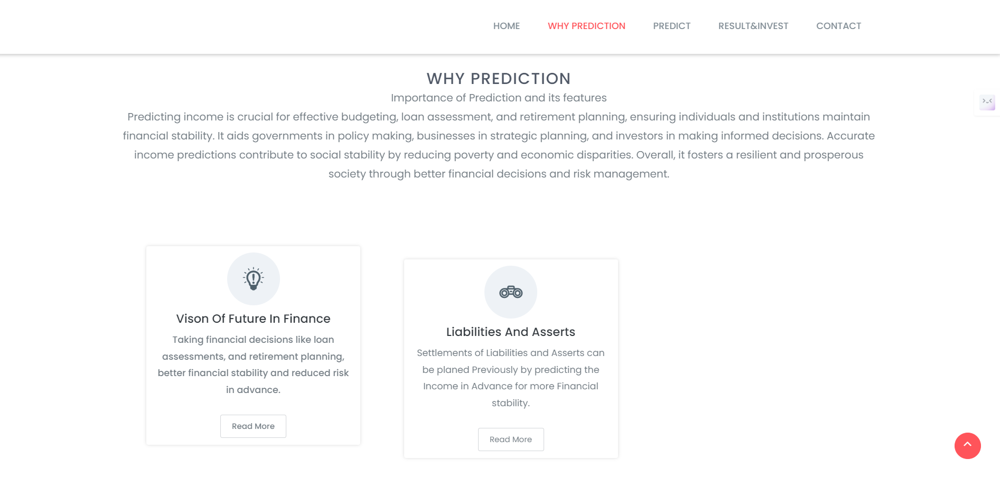 HOME WHY PREDICTION PREDICT RESULT&INVEST CONTACT
WHY PREDICTION
Importance of Prediction and its features
Predicting income is crucial for effective budgeting, loan assessment, and retirement planning, ensuring individuals and institutions maintain
financial stability. It aids governments in policy making, businesses in strategic planning, and investors in making informed decisions. Accurate
income predictions contribute to social stability by reducing poverty and economic disparities. Overall, it fosters a resilient and prosperous
society through better financial decisions and risk management.
Vison Of Future In Finance
Taking financial decisions like loan
assessments, and retirement planning,
better financial stability and reduced risk
in advance.
Read More
Liabilities And Asserts
Settlements of Liabilities and Asserts can
be planed Previously by predicting the
Income in Advance for more Financial
stability.
Read More